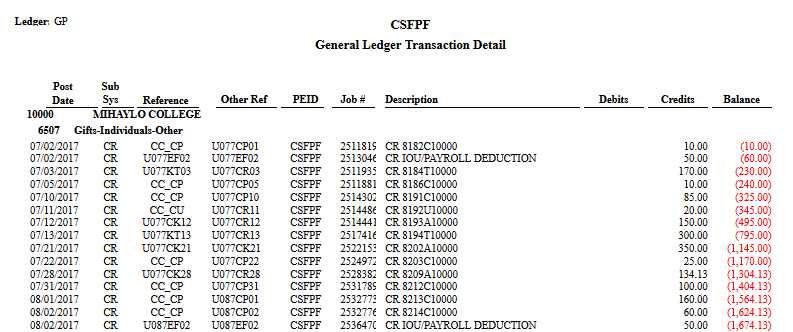 Ledger: GP
CSFPF
General Ledger Transaction Detail
Post Date Sub Sys Reference Other Ref PEID Job # Description Debits Credits Balance
10000 MIHAYLO COLLEGE
6507 Gifts-Individuals-Other
07/02/2017 CR CC_CP U077CP01 CSFPF 2511819 CR 8182C10000 10.00 (10.00)
07/02/2017 CR U077EF02 U077EF02 CSFPF 2513046 CR IOU/PAYROLL DEDUCTION 50.00 (60.00)
07/03/2017 CR U077KT03 U077CR03 CSFPF 2511935 CR 8184T10000 170.00 (230.00)
07/05/2017 CR CC_CP U077CP05 CSFPF 2511881 CR 8186C10000 10.00 (240.00)
07/10/2017 CR CC_CP U077CP10 CSFPF 2514302 CR 8191C10000 85.00 (325.00)
07/11/2017 CR CC_CU U077CR11 CSFPF 2514486 CR 8192U10000 20.00 (345.00)
07/12/2017 CR U077CK12 U077CR12 CSFPF 2514441 CR 8193A10000 150.00 (495.00)
07/13/2017 CR U077KT13 U077CR13 CSFPF 2517416 CR 8194T10000 300.00 (795.00)
07/21/2017 CR U077CK21 U077CK21 CSFPF 2522153 CR 8202A10000 350.00 (1,145.00)
07/22/2017 CR CC_CP U077CP22 CSFPF 2524972 CR 8203C10000 25.00 (1,170.00)
07/28/2017 CR U077CK28 U077CR28 CSFPF 2528382 CR 8209A10000 134.13 (1,304.13)
07/31/2017 CR CC_CP U077CP31 CSFPF 2531789 CR 8212C10000 100.00 (1,404.13)
08/01/2017 CR CC_CP U087CP01 CSFPF 2532773 CR 8213C10000 160.00 (1,564.13)
08/02/2017 CR CC_CP U087CP02 CSFPF 2532776 CR 8214C10000 60.00 (1,624.13)
08/02/2017 CR U087EF02 U087EF02 CSFPF 2536470 CR IOU/PAYROLL DEDUCTION 50.00 (1,674.13)